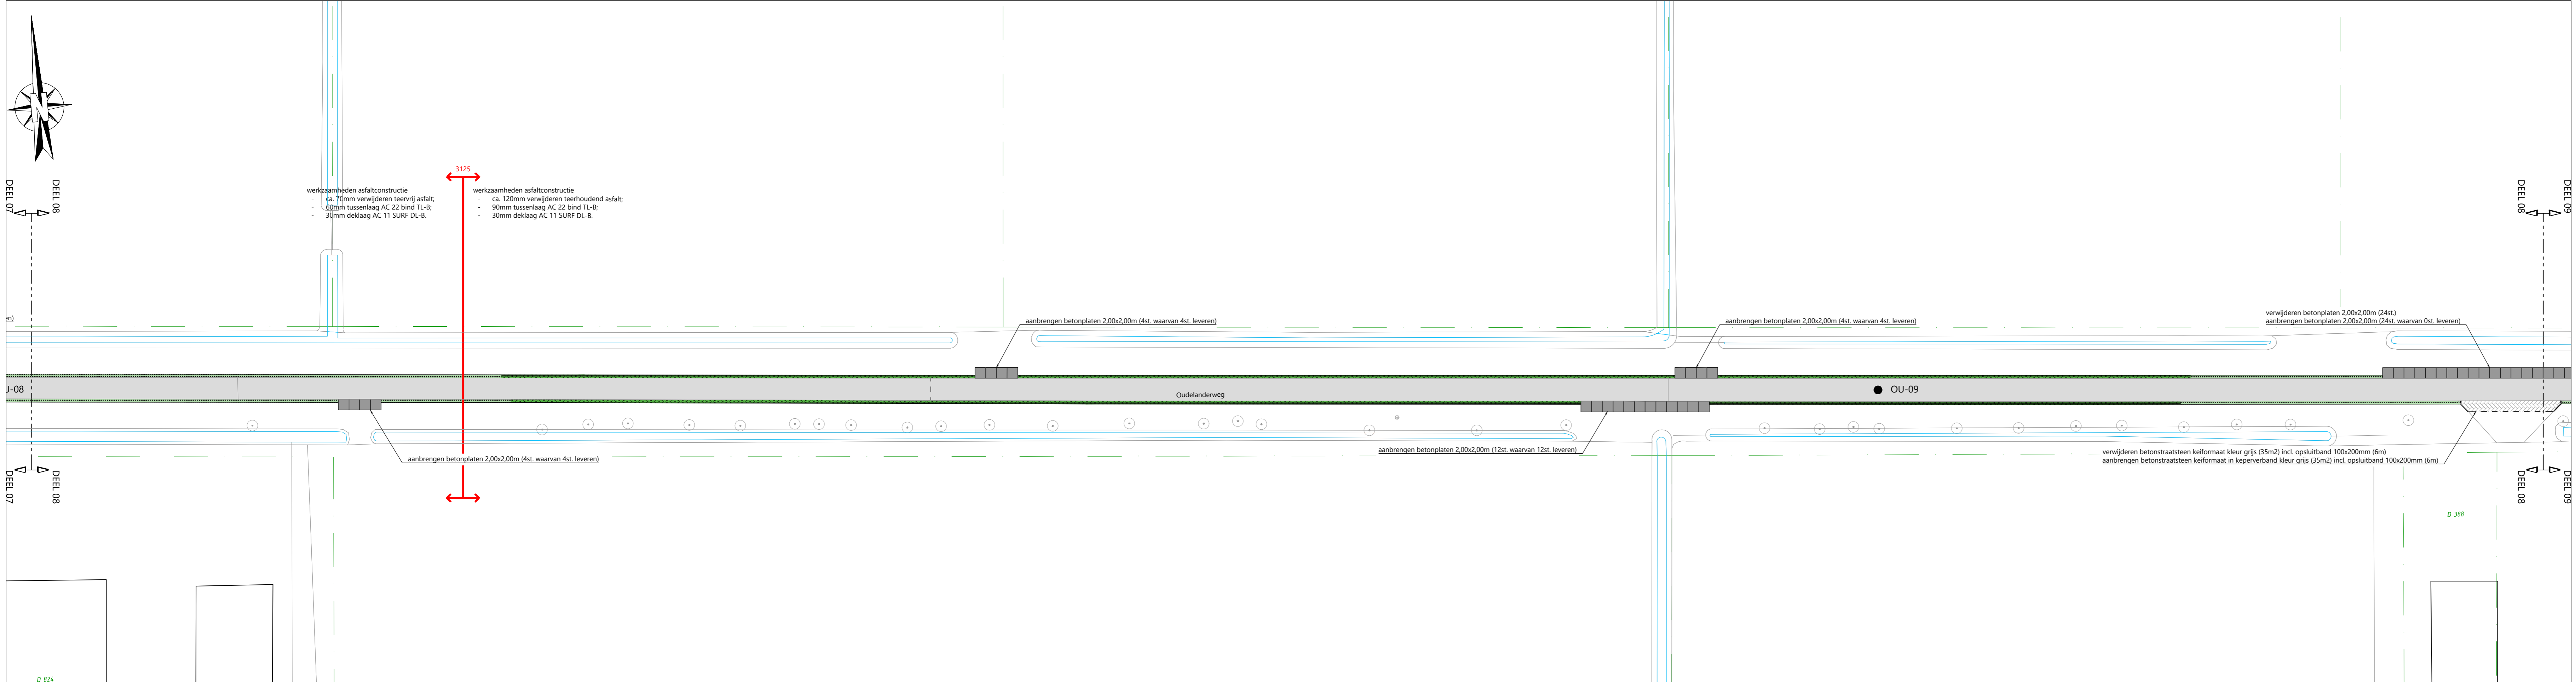 N
DEEL 07
DEEL 08
3125
werkzaamheden asfaltconstructie
- ca. 70mm verwijderen teervrij asfalt;
- 60mm tussenlaag AC 22 bind TL-B;
- 30mm deklaag AC 11 SURF DL-B.
werkzaamheden asfaltconstructie
- ca. 120mm verwijderen teerhoudend asfalt;
- 90mm tussenlaag AC 22 bind TL-B;
- 30mm deklaag AC 11 SURF DL-B.
DEEL 08
DEEL 09
aanbrengen betonplaten 2,00x2,00m (4st. waarvan 4st. leveren)
aanbrengen betonplaten 2,00x2,00m (4st. waarvan 4st. leveren)
verwijderen betonplaten 2,00x2,00m (24st.)
aanbrengen betonplaten 2,00x2,00m (24st. waarvan 0st. leveren)
J-08
Oudelanderweg
OU-09
aanbrengen betonplaten 2,00x2,00m (4st. waarvan 4st. leveren)
aanbrengen betonplaten 2,00x2,00m (12st. waarvan 12st. leveren)
verwijderen betonstraatsteen keiformaat kleur grijs (35m2) incl. opsluitband 100x200mm (6m)
aanbrengen betonstraatsteen keiformaat in keperverband kleur grijs (35m2) incl. opsluitband 100x200mm (6m)
DEEL 07
DEEL 08
DEEL 08
DEEL 09
D 388
D 824